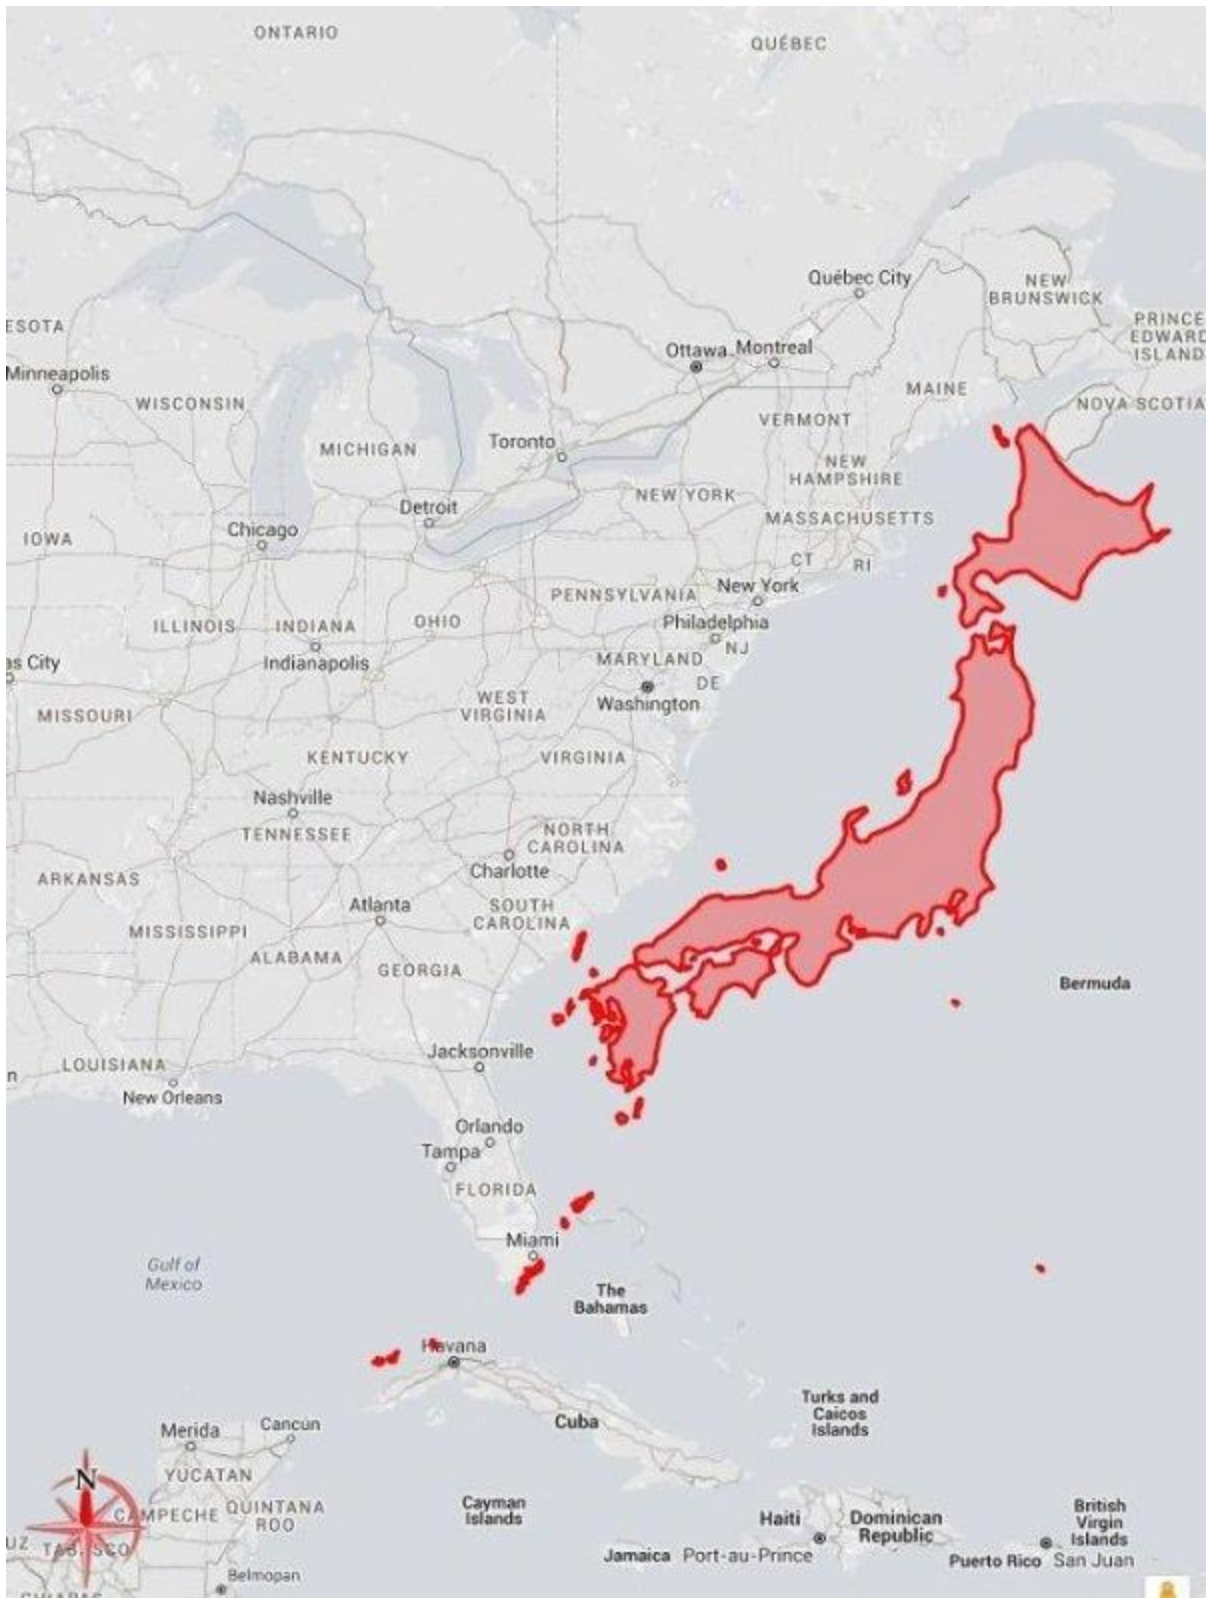 ONTARIO
QUÉBEC
Québec City
NEW
BRUNSWICK
PRINCE
EDWARD
ISLAND
ESOTA
Ottawa
Montreal
Minneapolis
WISCONSIN
MAINE
NOVA SCOTIA
VERMONT
MICHIGAN
Toronto
NEW
HAMPSHIRE
NEW YORK
Detroit
MASSACHUSETTS
Chicago
IOWA
CT
RI
New York
PENNSYLVANIA
ILLINOIS
INDIANA
OHIO
Philadelphia
NJ
as City
Indianapolis
MARYLAND
DE
Washington
WEST
VIRGINIA
MISSOURI
KENTUCKY
VIRGINIA
Nashville
TENNESSEE
NORTH
CAROLINA
Charlotte
ARKANSAS
Atlanta
SOUTH
CAROLINA
MISSISSIPPI
ALABAMA
GEORGIA
Bermuda
Jacksonville
LOUISIANA
n
New Orleans
Orlando
Tampa
FLORIDA
Miami
Gulf of
Mexico
The
Bahamas
Havana
Turks and
Caicos
Islands
Cuba
Merida
Cancun
N
YUCATAN
CAMPECHE
QUINTANA
ROO
Cayman
Islands
Haiti
Dominican
Republic
British
Virgin
Islands
UZ
TABASCO
Jamaica
Port-au-Prince
Puerto Rico
San Juan
Belmopan
CHIAPAS